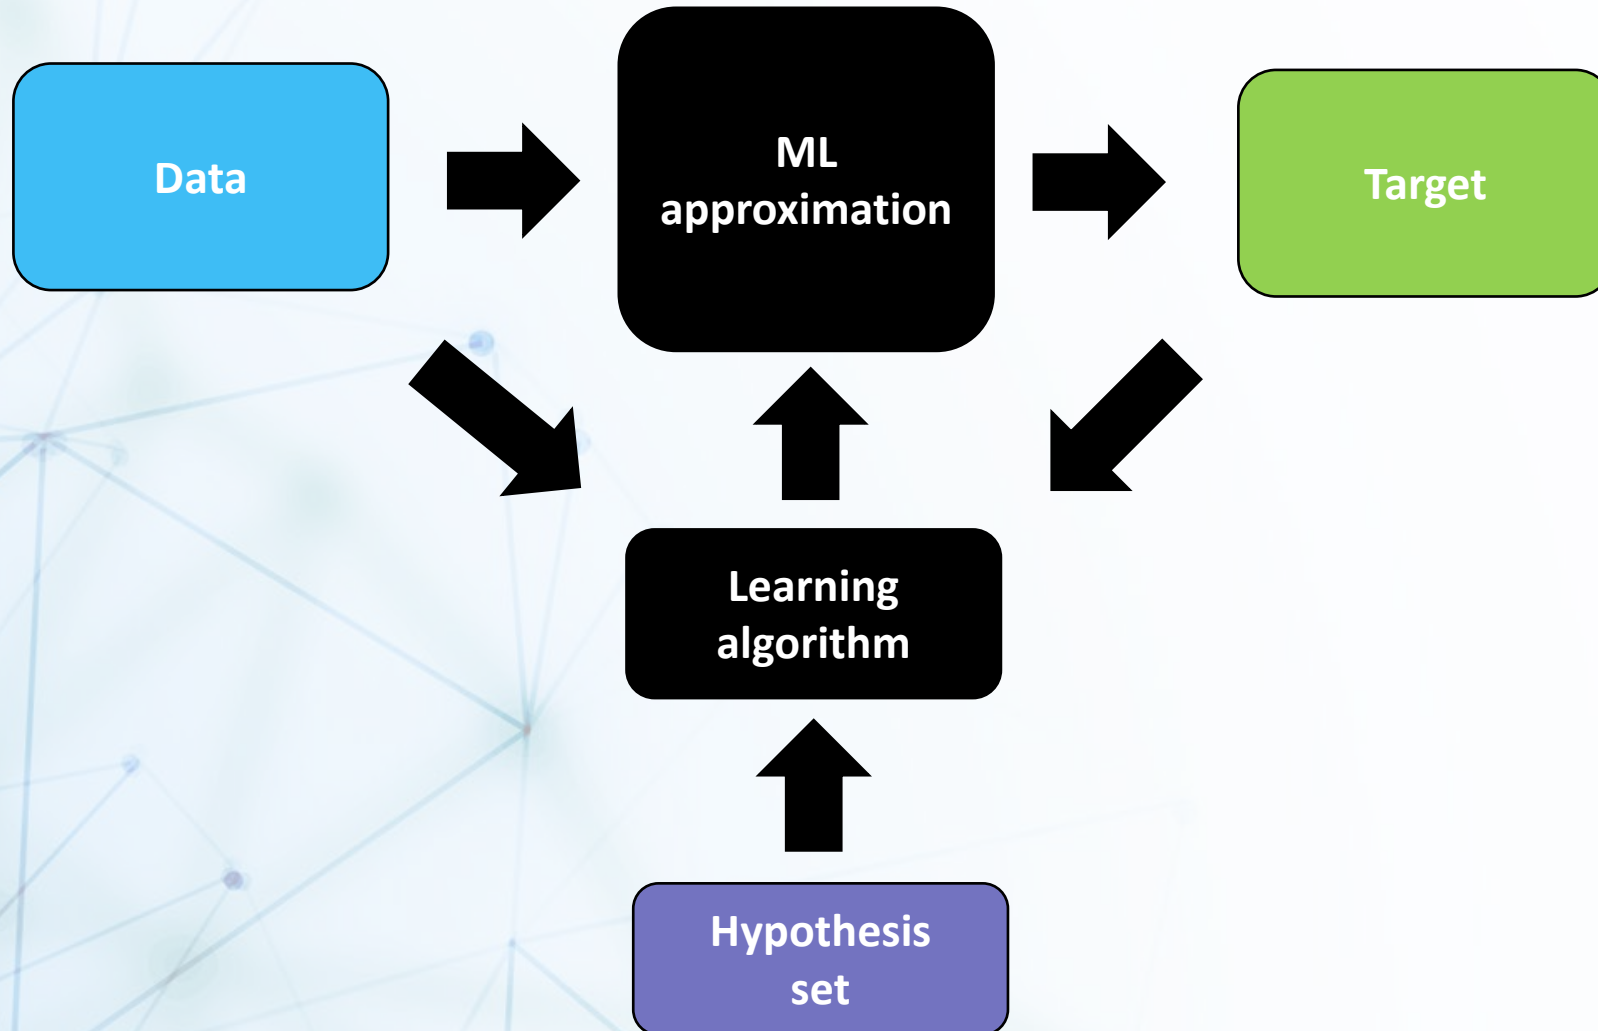 Data
ML
approximation
Target
Learning
algorithm
Hypothesis
set